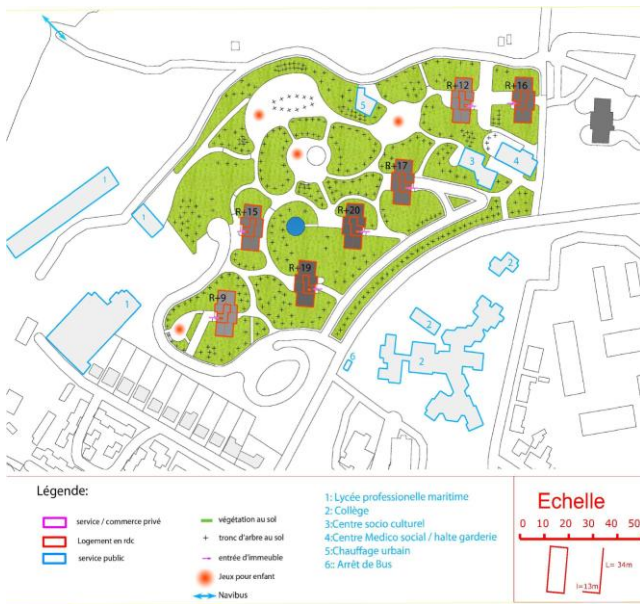 R+12
R+16
5
R+17
3
4
1
1
R+15
R+20
2
R+19
R+9
2
1
2
6
Légende:
service / commerce privé
Logement en rdc
service public
végétation au sol
tronc d'arbre au sol
entrée d'immeuble
Jeux pour enfant
Navibus
1: Lycée professionelle maritime
2: Collège
3:Centre socio culturel
4:Centre Medico social / halte garderie
5:Chauffage urbain
6:: Arrêt de Bus
Echelle
0 10 20 30 40 50
L= 34m
l=13m